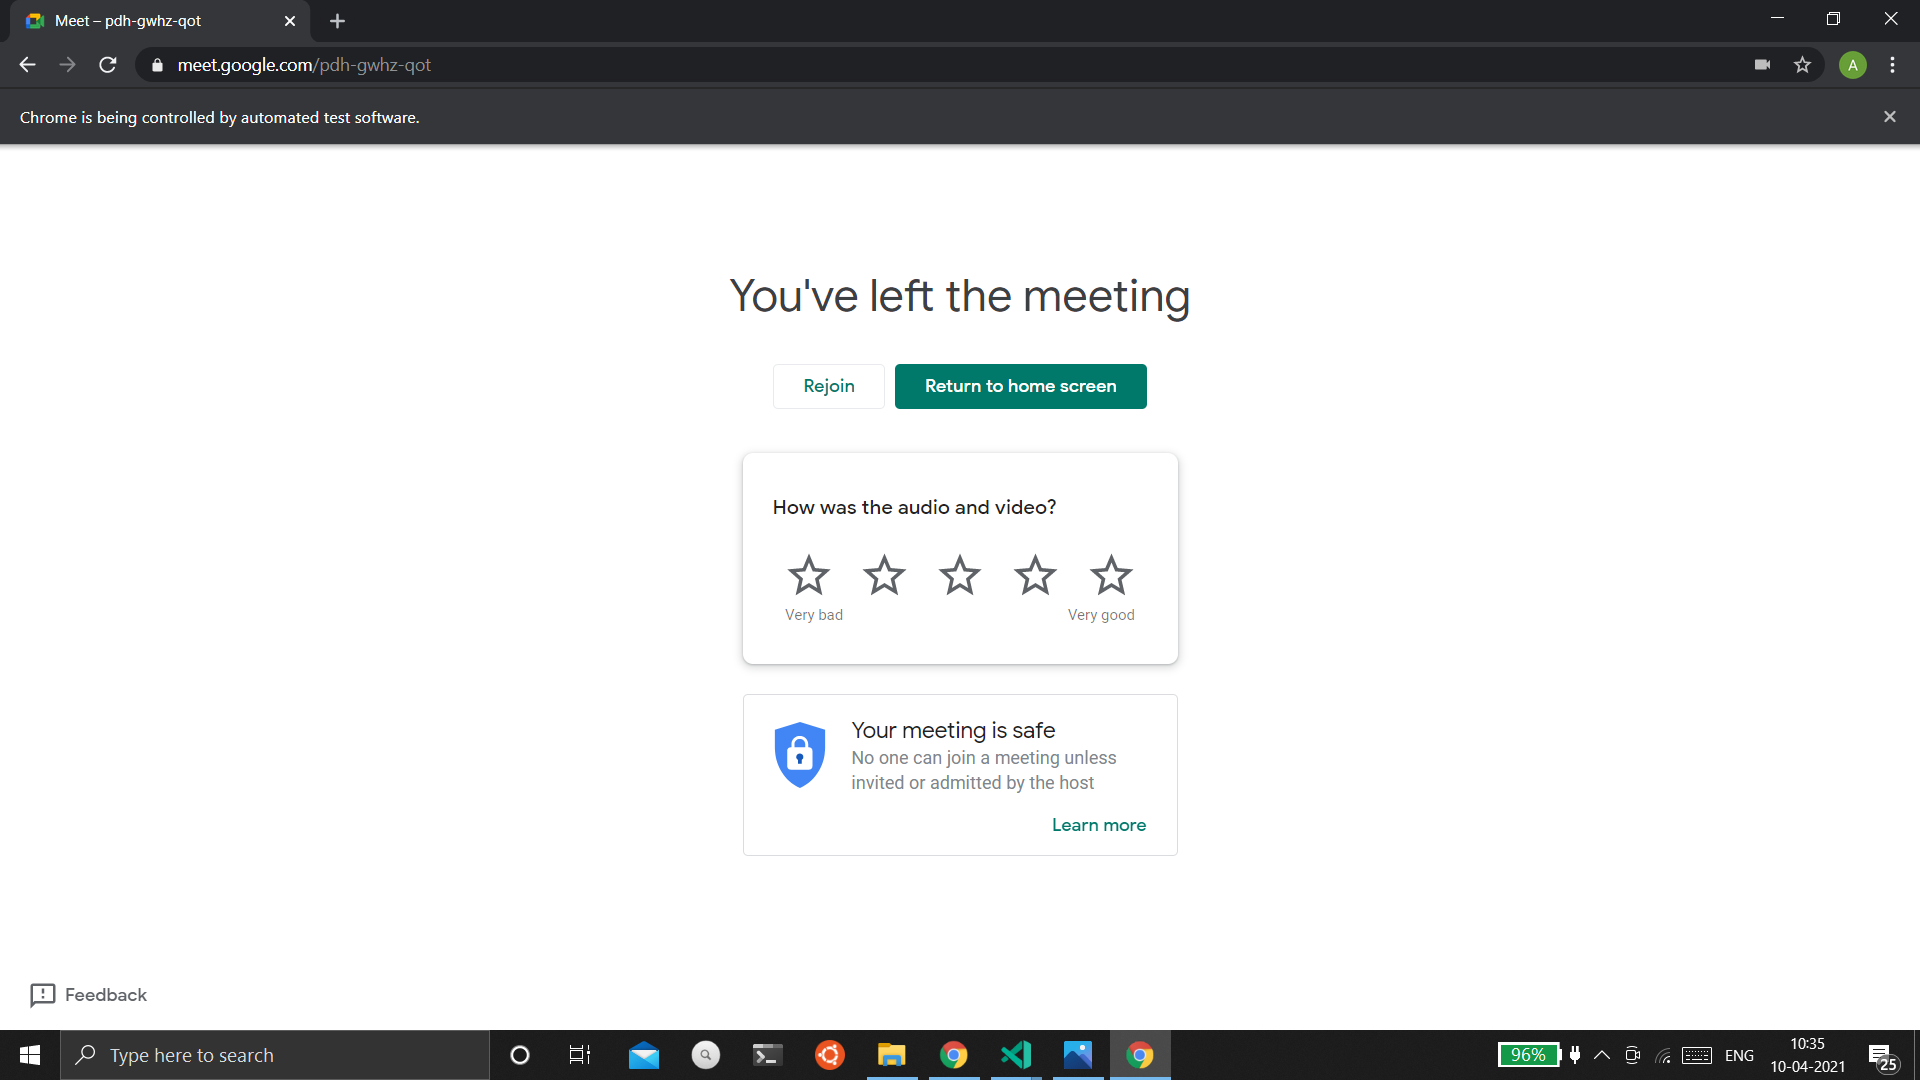 Meet – pdh-gwhz-qot
meet.google.com/pdh-gwhz-qot
A
Chrome is being controlled by automated test software.
You've left the meeting
Rejoin
Return to home screen
How was the audio and video?
Very bad
Very good
Your meeting is safe
No one can join a meeting unless
invited or admitted by the host
Learn more
Feedback
Type here to search
96%
ENG
10:35
10-04-2021
25